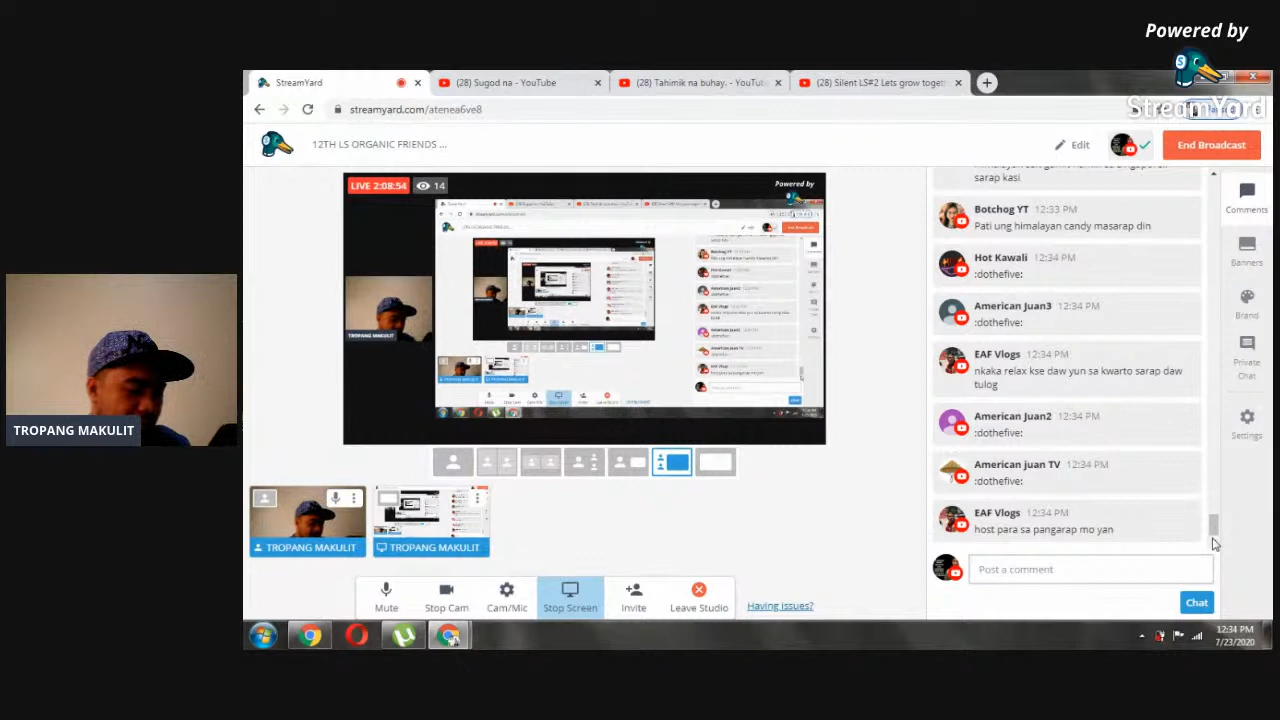 Powered by
StreamYard
StreamYard
(28) Sugod na - YouTube
(28) Tahimik na buhay. - YouTube
(28) Silent LS#2 Lets grow togeth
streamyard.com/atenea6ve8
Paused
12TH LS ORGANIC FRIENDS ...
Edit
End Broadcast
LIVE 2:08:54
14
Powered by
TROPANG MAKULIT
sarap kasi
Botchog YT 12:33 PM
Pati ung himalayan candy masarap din
Hot Kawali 12:34 PM
:dothefive:
American Juan3 12:34 PM
:dothefive:
EAF Vlogs 12:34 PM
nkaka relax kse daw yun sa kwarto sarap daw
tulog
American Juan2 12:34 PM
:dothefive:
American juan TV 12:34 PM
:dothefive:
EAF Vlogs 12:34 PM
host para sa pangarap mo yan
Post a comment
Chat
Comments
Banners
Brand
Private
Chat
Settings
TROPANG MAKULIT
TROPANG MAKULIT
TROPANG MAKULIT
Mute
Stop Cam
Cam/Mic
Stop Screen
Invite
Leave Studio
Having issues?
12:34 PM
7/23/2020